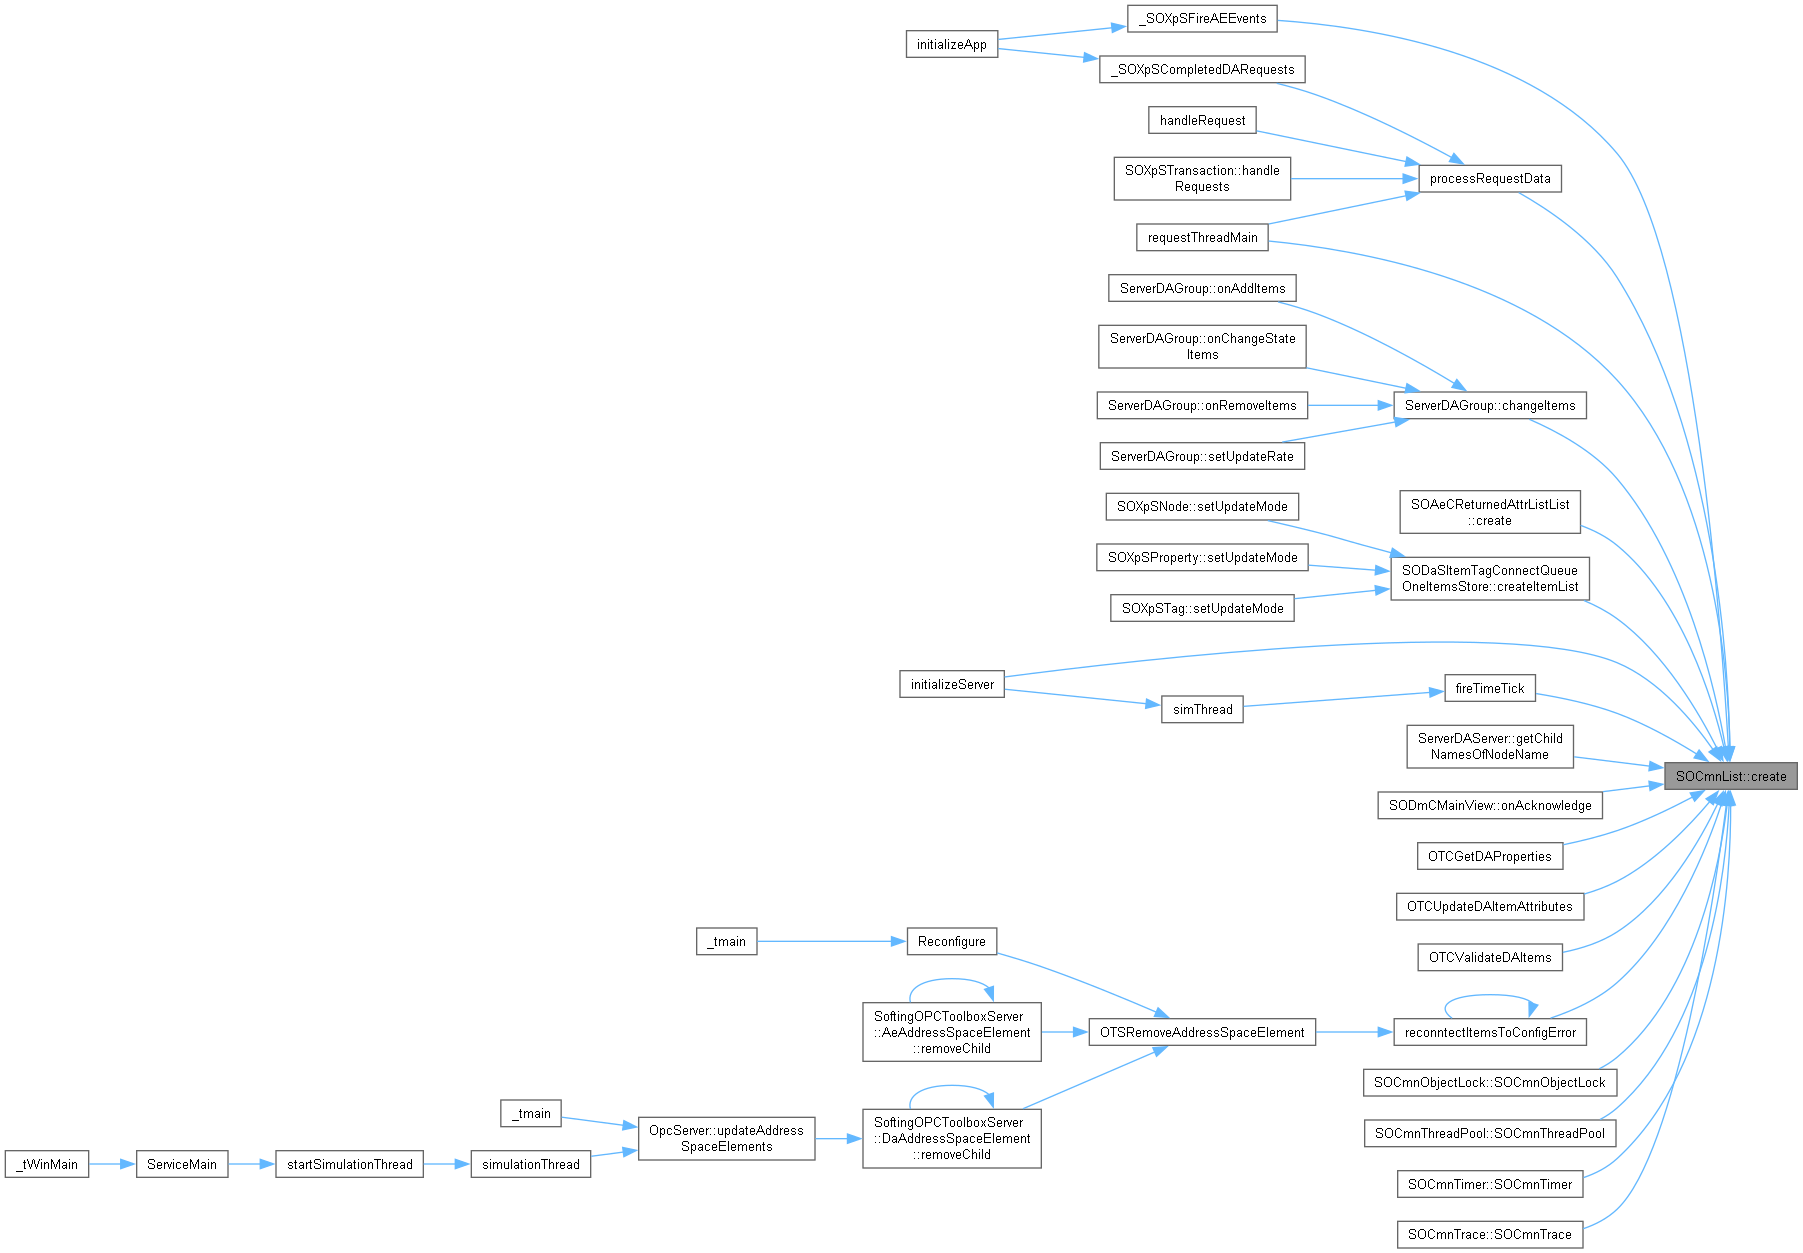 _SOXpSFireAEEvents
initializeApp
_SOXpSCompletedDARequests
handleRequest
SOXpSTransaction::handle
Requests
processRequestData
requestThreadMain
ServerDAGroup::onAddItems
ServerDAGroup::onChangeState
Items
ServerDAGroup::onRemoveItems
ServerDAGroup::changeItems
ServerDAGroup::setUpdateRate
SOXpSNode::setUpdateMode
SOAeCReturnedAttrListList
::create
SOXpSProperty::setUpdateMode
SODaSItemTagConnectQueue
OneItemsStore::createItemList
SOXpSTag::setUpdateMode
initializeServer
simThread
fireTimeTick
ServerDAServer::getChild
NamesOfNodeName
SOCmnList::create
SODmCMainView::onAcknowledge
OTCGetDAProperties
OTCUpdateDAItemAttributes
_tmain
Reconfigure
OTCValidateDAItems
SoftingOPCToolboxServer
::AeAddressSpaceElement
::removeChild
OTSRemoveAddressSpaceElement
reconntectItemsToConfigError
SOCmnObjectLock::SOCmnObjectLock
_tmain
OpcServer::updateAddress
SpaceElements
SoftingOPCToolboxServer
::DaAddressSpaceElement
::removeChild
SOCmnThreadPool::SOCmnThreadPool
_tWinMain
ServiceMain
startSimulationThread
simulationThread
SOCmnTimer::SOCmnTimer
SOCmnTrace::SOCmnTrace